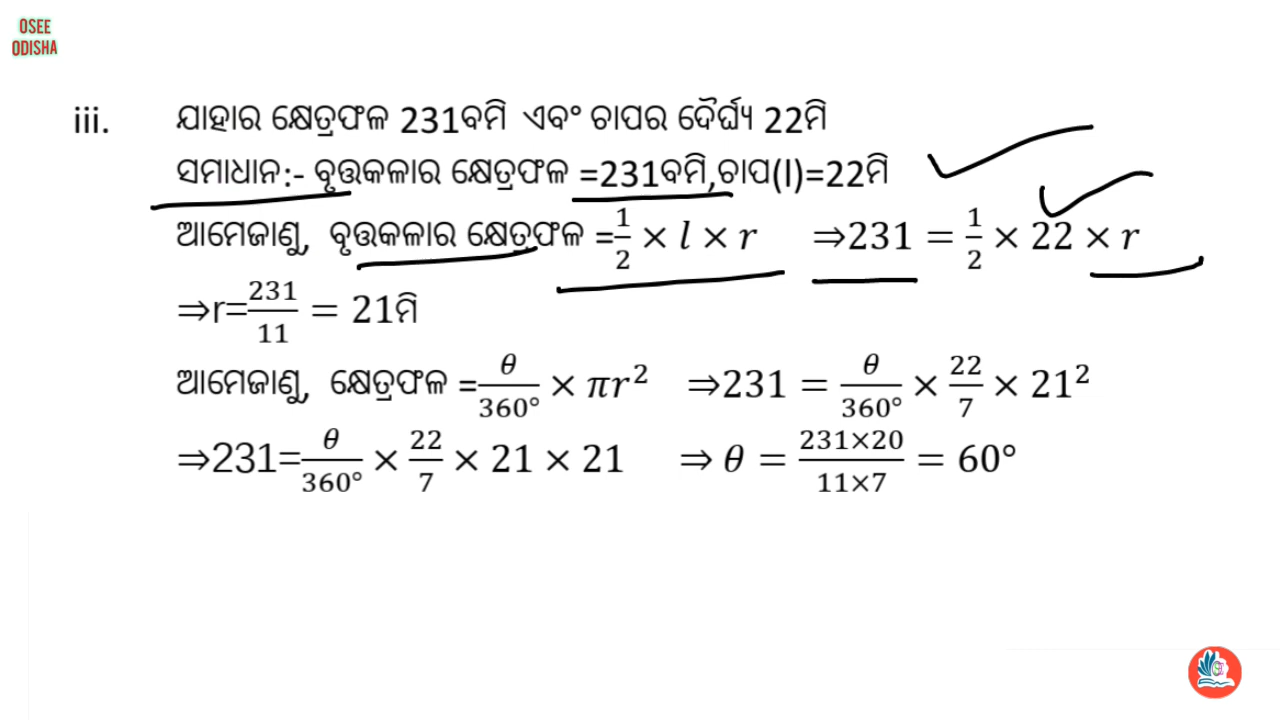 OSEE
ODISHA
iii. ଯାହାର କ୍ଷେତ୍ରଫଳ 231ବମି ଏବଂ ଚାପର ଦୈର୍ଘ୍ୟ 22ମି
ସମାଧାନ:- ବୃତ୍ତକଳାର କ୍ଷେତ୍ରଫଳ =231ବମି,ଚାପ(l)=22ମି
ଆମେଜାଣୁ, ବୃତ୍ତକଳାର କ୍ଷେତ୍ରଫଳ =1/2 × l × r ⇒231 = 1/2 × 22 × r
⇒r=231/11 = 21ମି
ଆମେଜାଣୁ, କ୍ଷେତ୍ରଫଳ =θ/360° × πr² ⇒231 = θ/360° × 22/7 × 21²
⇒231=θ/360° × 22/7 × 21 × 21 ⇒ θ = 231×20/11×7 = 60°